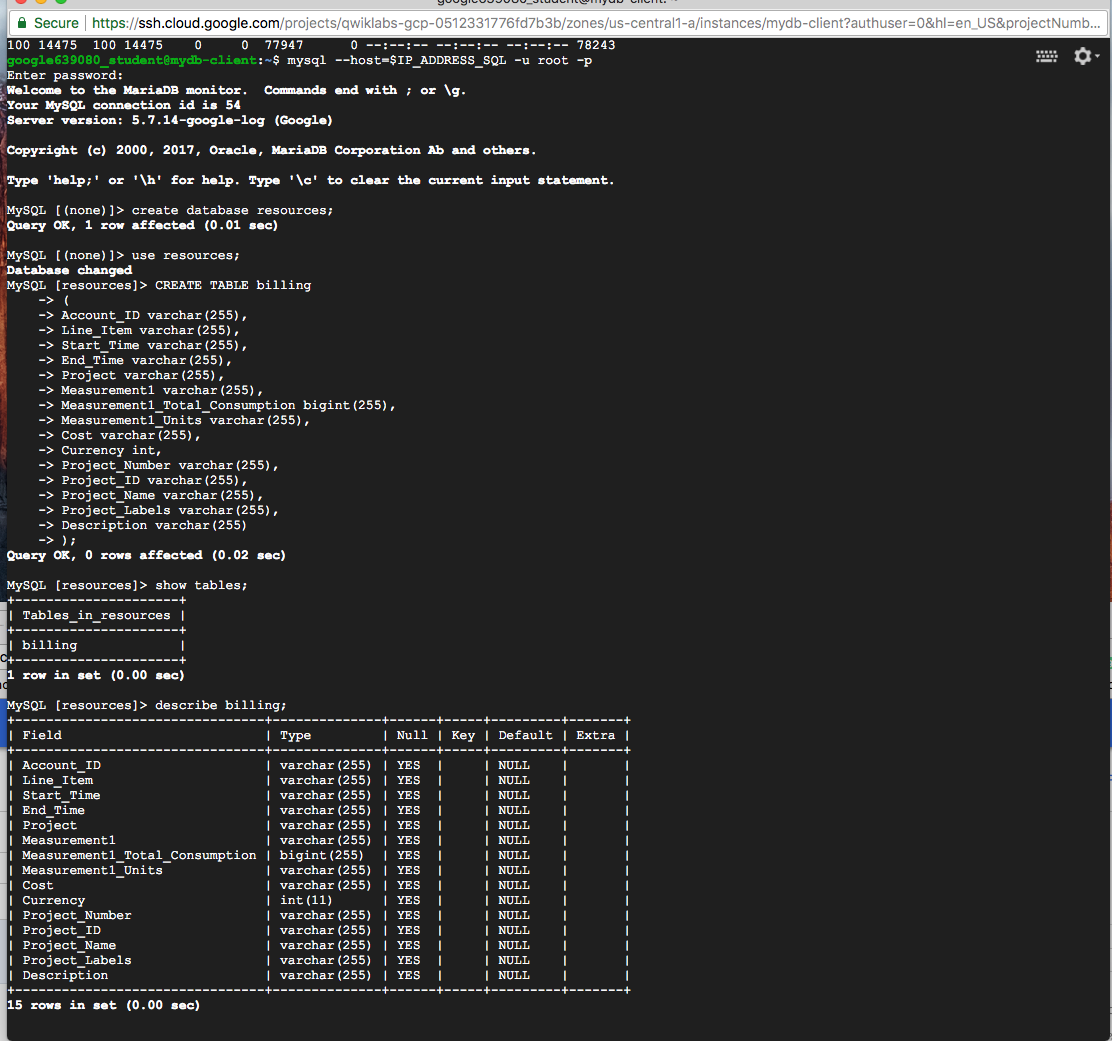 google639080_student@mydb-client: ~
Secure | https://ssh.cloud.google.com/projects/qwiklabs-gcp-0512331776fd7b3b/zones/us-central1-a/instances/mydb-client?authuser=0&hl=en_US&projectNumb...
100 14475  100 14475    0     0  77947      0 --:--:-- --:--:-- --:--:-- 78243
google639080_student@mydb-client:~$ mysql --host=$IP_ADDRESS_SQL -u root -p
Enter password:
Welcome to the MariaDB monitor.  Commands end with ; or \g.
Your MySQL connection id is 54
Server version: 5.7.14-google-log (Google)
Copyright (c) 2000, 2017, Oracle, MariaDB Corporation Ab and others.
Type 'help;' or '\h' for help. Type '\c' to clear the current input statement.
MySQL [(none)]> create database resources;
Query OK, 1 row affected (0.01 sec)
MySQL [(none)]> use resources;
Database changed
MySQL [resources]> CREATE TABLE billing
    -> (
    -> Account_ID varchar(255),
    -> Line_Item varchar(255),
    -> Start_Time varchar(255),
    -> End_Time varchar(255),
    -> Project varchar(255),
    -> Measurement1 varchar(255),
    -> Measurement1_Total_Consumption bigint(255),
    -> Measurement1_Units varchar(255),
    -> Cost varchar(255),
    -> Currency int,
    -> Project_Number varchar(255),
    -> Project_ID varchar(255),
    -> Project_Name varchar(255),
    -> Project_Labels varchar(255),
    -> Description varchar(255)
    -> );
Query OK, 0 rows affected (0.02 sec)
MySQL [resources]> show tables;
+---------------------+
| Tables_in_resources |
+---------------------+
| billing             |
+---------------------+
1 row in set (0.00 sec)
MySQL [resources]> describe billing;
+--------------------------------+--------------+------+-----+---------+-------+
| Field                          | Type         | Null | Key | Default | Extra |
+--------------------------------+--------------+------+-----+---------+-------+
| Account_ID                     | varchar(255) | YES  |     | NULL    |       |
| Line_Item                      | varchar(255) | YES  |     | NULL    |       |
| Start_Time                     | varchar(255) | YES  |     | NULL    |       |
| End_Time                       | varchar(255) | YES  |     | NULL    |       |
| Project                        | varchar(255) | YES  |     | NULL    |       |
| Measurement1                   | varchar(255) | YES  |     | NULL    |       |
| Measurement1_Total_Consumption | bigint(255)  | YES  |     | NULL    |       |
| Measurement1_Units             | varchar(255) | YES  |     | NULL    |       |
| Cost                           | varchar(255) | YES  |     | NULL    |       |
| Currency                       | int(11)      | YES  |     | NULL    |       |
| Project_Number                 | varchar(255) | YES  |     | NULL    |       |
| Project_ID                     | varchar(255) | YES  |     | NULL    |       |
| Project_Name                   | varchar(255) | YES  |     | NULL    |       |
| Project_Labels                 | varchar(255) | YES  |     | NULL    |       |
| Description                    | varchar(255) | YES  |     | NULL    |       |
+--------------------------------+--------------+------+-----+---------+-------+
15 rows in set (0.00 sec)